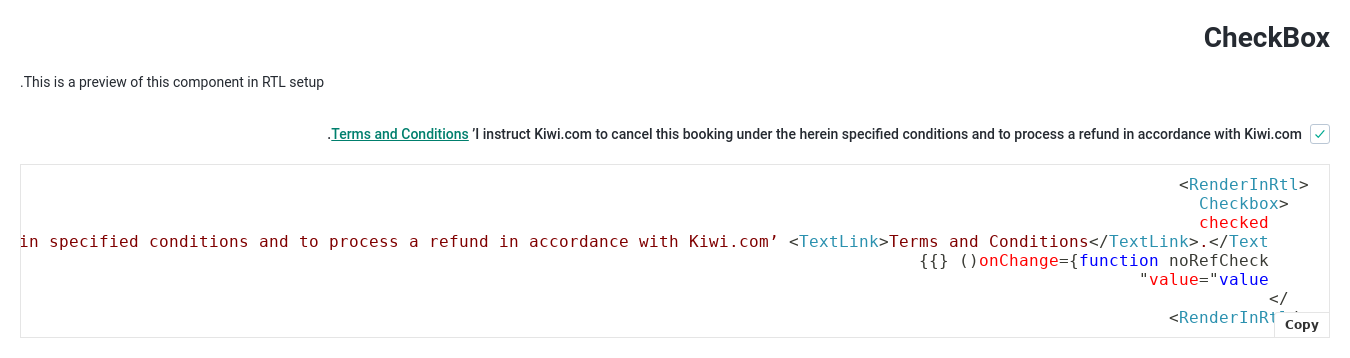 CheckBox
.This is a preview of this component in RTL setup
.Terms and Conditions ’I instruct Kiwi.com to cancel this booking under the herein specified conditions and to process a refund in accordance with Kiwi.com
<RenderInRtl>
Checkbox>
checked
in specified conditions and to process a refund in accordance with Kiwi.com’ <TextLink>Terms and Conditions</TextLink>.</Text
{{} ()onChange={function noRefCheck
"value="value
</
<RenderInRt
Copy